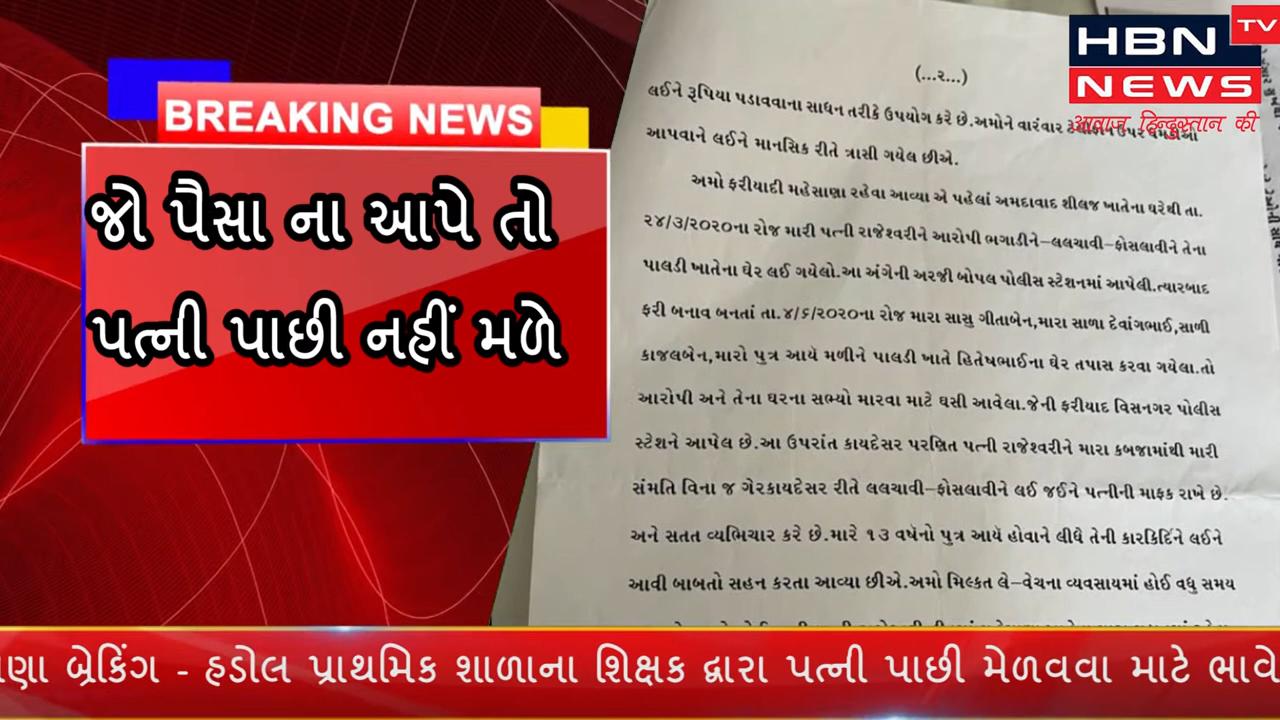 BREAKING NEWS
જો પૈસા ના આપે તો
પત્ની પાછી નહીં મળે
HBN TV
NEWS
आवाज़ हिन्दुस्तान की
(...૨...)
લઈને રૂપિયા પડાવવાના સાધન તરીકે ઉપયોગ કરે છે.અમોને વારંવાર ટેલીફોન ઉપર ધમકીઓ
આપવાને લઈને માનસિક રીતે ત્રાસી ગયેલ છીએ.
અમો ફરીયાદી મહેસાણા રહેવા આવ્યા એ પહેલાં અમદાવાદ શીલજ ખાતેના ઘરેથી તા.
૨૪/૩/૨૦૨૦ના રોજ મારી પત્ની રાજેશ્વરીને આરોપી ભગાડીને–લલચાવી–ફોસલાવીને તેના
પાલડી ખાતેના ઘેર લઈ ગયેલો.આ અંગેની અરજી બોપલ પોલીસ સ્ટેશનમાં આપેલી.ત્યારબાદ
ફરી બનાવ બનતાં તા.૪/૬/૨૦૨૦ના રોજ મારા સાસુ ગીતાબેન,મારા સાળા દેવાંગભાઈ,સાળી
કાજલબેન,મારો પુત્ર આર્ય મળીને પાલડી ખાતે હિતેષભાઈના ઘેર તપાસ કરવા ગયેલા.તો
આરોપી અને તેના ઘરના સભ્યો મારવા માટે ઘસી આવેલા.જેની ફરીયાદ વિસનગર પોલીસ
સ્ટેશને આપેલ છે.આ ઉપરાંત કાયદેસર પરણિત પત્ની રાજેશ્વરીને મારા કબજામાંથી મારી
સંમતિ વિના જ ગેરકાયદેસર રીતે લલચાવી–ફોસલાવીને લઈ જઈને પત્નીની માફક રાખે છે.
અને સતત વ્યભિચાર કરે છે.મારે ૧૩ વર્ષનો પુત્ર આર્ય હોવાને લીધે તેની કારકિર્દિને લઈને
આવી બાબતો સહન કરતા આવ્યા છીએ.અમો મિલ્કત લે–વેચના વ્યવસાયમાં હોઈ વધુ સમય
ણા બ્રેકિંગ - હડોલ પ્રાથમિક શાળાના શિક્ષક દ્વારા પત્ની પાછી મેળવવા માટે ભાવે